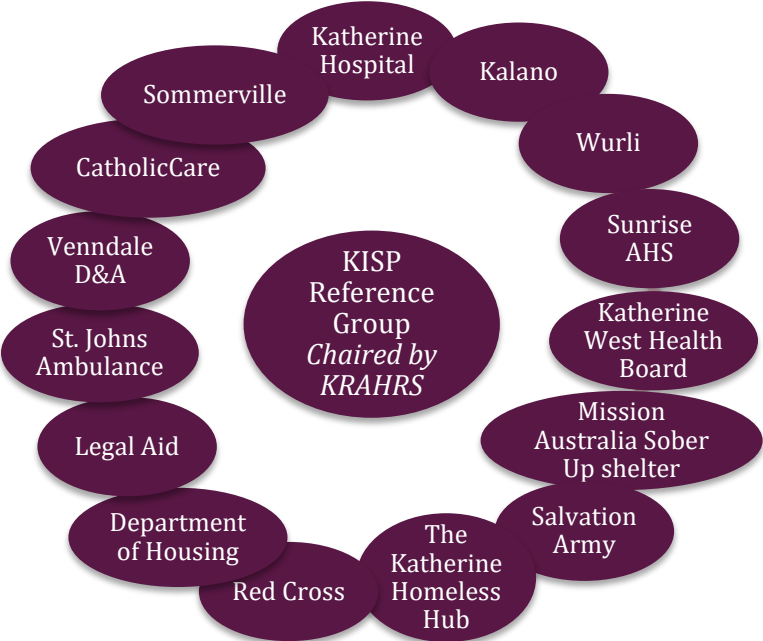 Katherine
Hospital
Kalano
Wurli
Sunrise
AHS
Katherine
West Health
Board
Mission
Australia Sober
Up shelter
Salvation
Army
The
Katherine
Homeless
Hub
Red Cross
Department
of Housing
Legal Aid
St. Johns
Ambulance
Venndale
D&A
CatholicCare
Sommerville
KISP
Reference
Group
Chaired by
KRAHRS